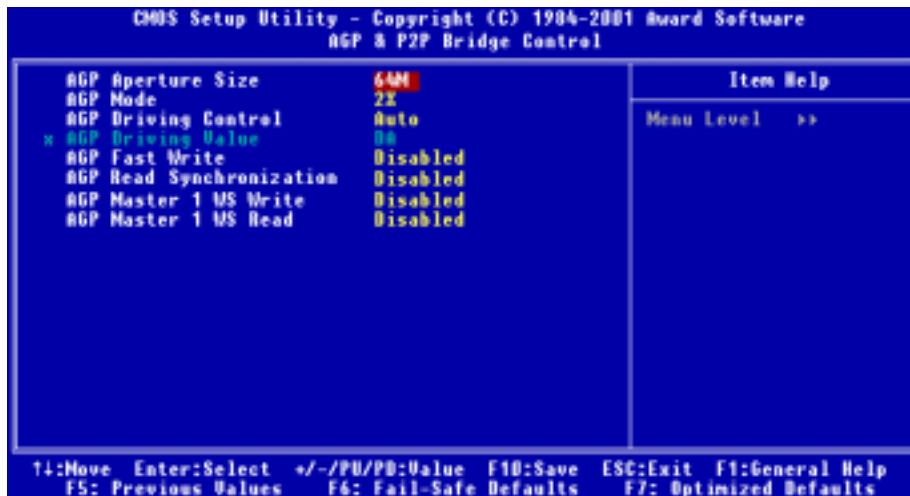 CMOS Setup Utility - Copyright (C) 1984-2001 Award Software
AGP & P2P Bridge Control
AGP Aperture Size 64M
AGP Mode 2X
AGP Driving Control Auto
x AGP Driving Value DA
AGP Fast Write Disabled
AGP Read Synchronization Disabled
AGP Master 1 WS Write Disabled
AGP Master 1 WS Read Disabled
Item Help
Menu Level ▸▸
↑↓:Move Enter:Select +/-/PU/PD:Value F10:Save ESC:Exit F1:General Help
F5: Previous Values F6: Fail-Safe Defaults F7: Optimized Defaults